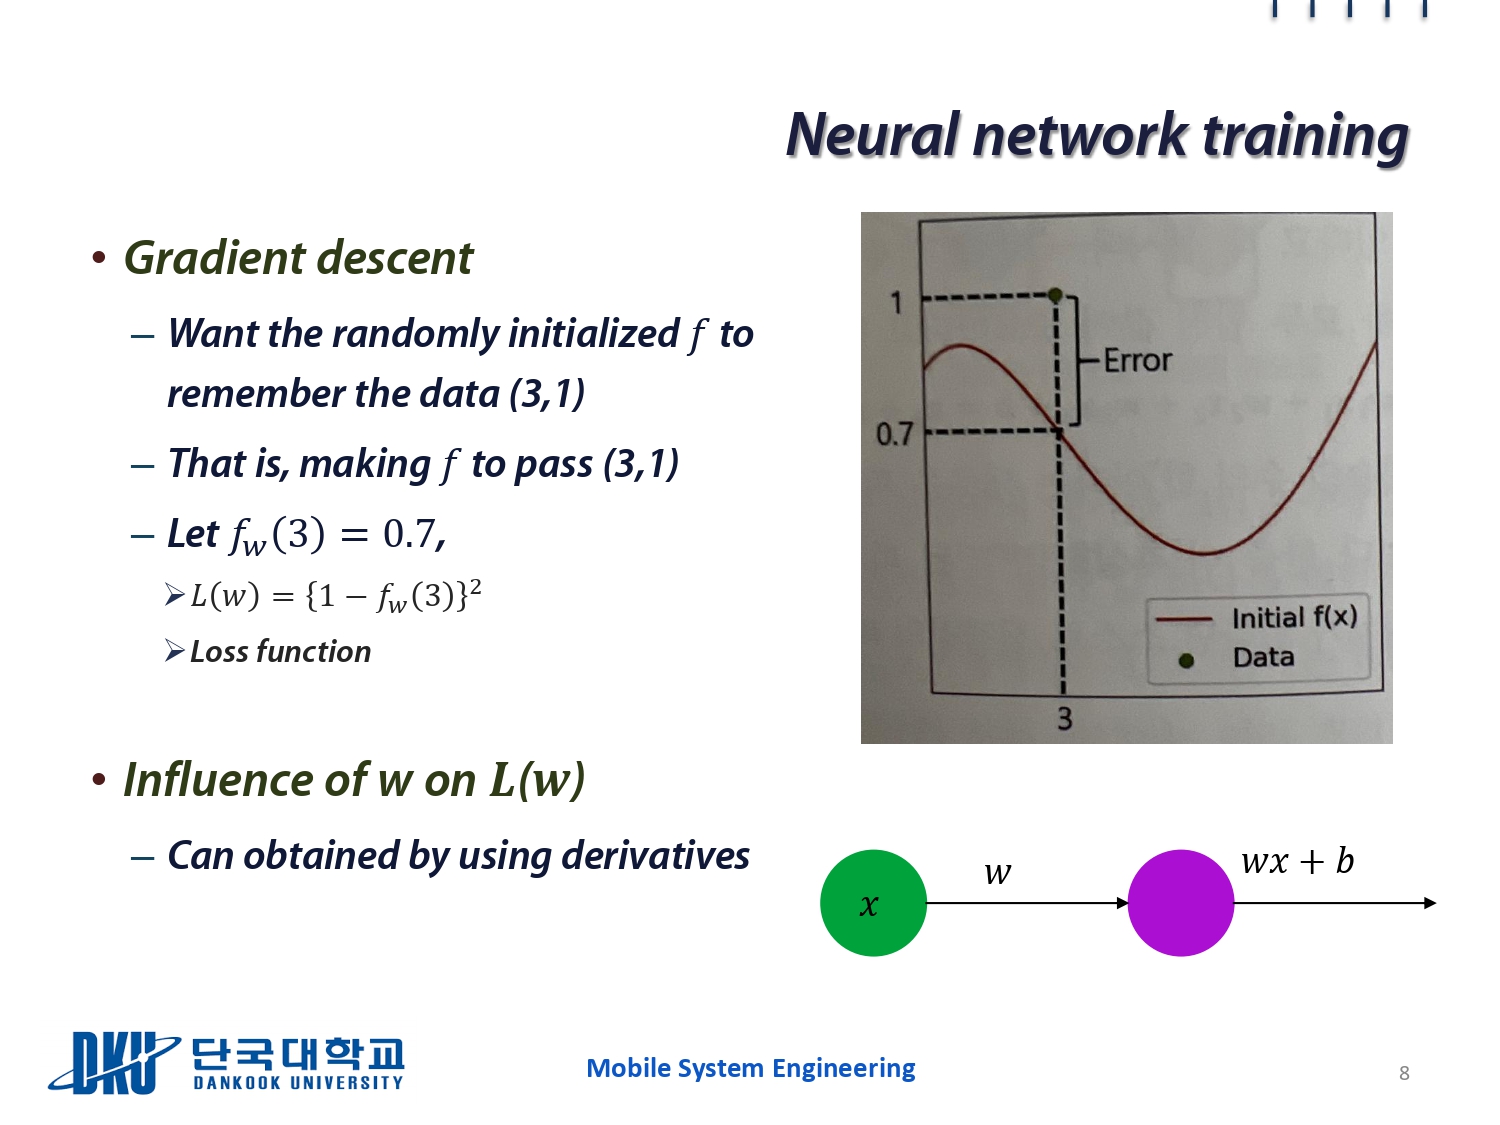 Neural network training
• Gradient descent
– Want the randomly initialized f to
remember the data (3,1)
– That is, making f to pass (3,1)
– Let f_w(3) = 0.7,
➢ L(w) = {1 − f_w(3)}²
➢ Loss function
• Influence of w on L(w)
– Can obtained by using derivatives
1
Error
0.7
Initial f(x)
Data
3
x
w
wx + b
DKU 단국대학교
DANKOOK UNIVERSITY
Mobile System Engineering
8